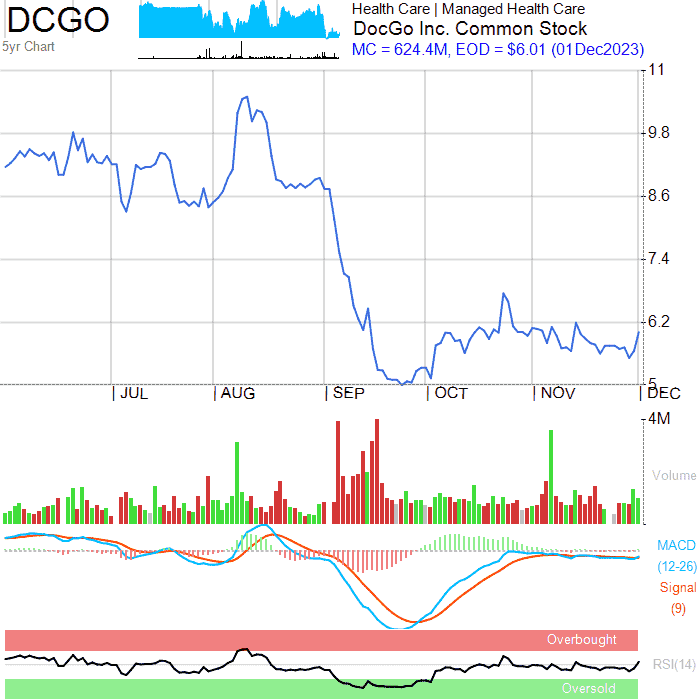 DCGO
5yr Chart
Health Care | Managed Health Care
DocGo Inc. Common Stock
MC = 624.4M, EOD = $6.01 (01Dec2023)
11
9.8
8.6
7.4
6.2
5
JUL AUG SEP OCT NOV DEC
4M
Volume
MACD
(12-26)
Signal
(9)
Overbought
RSI(14)
Oversold